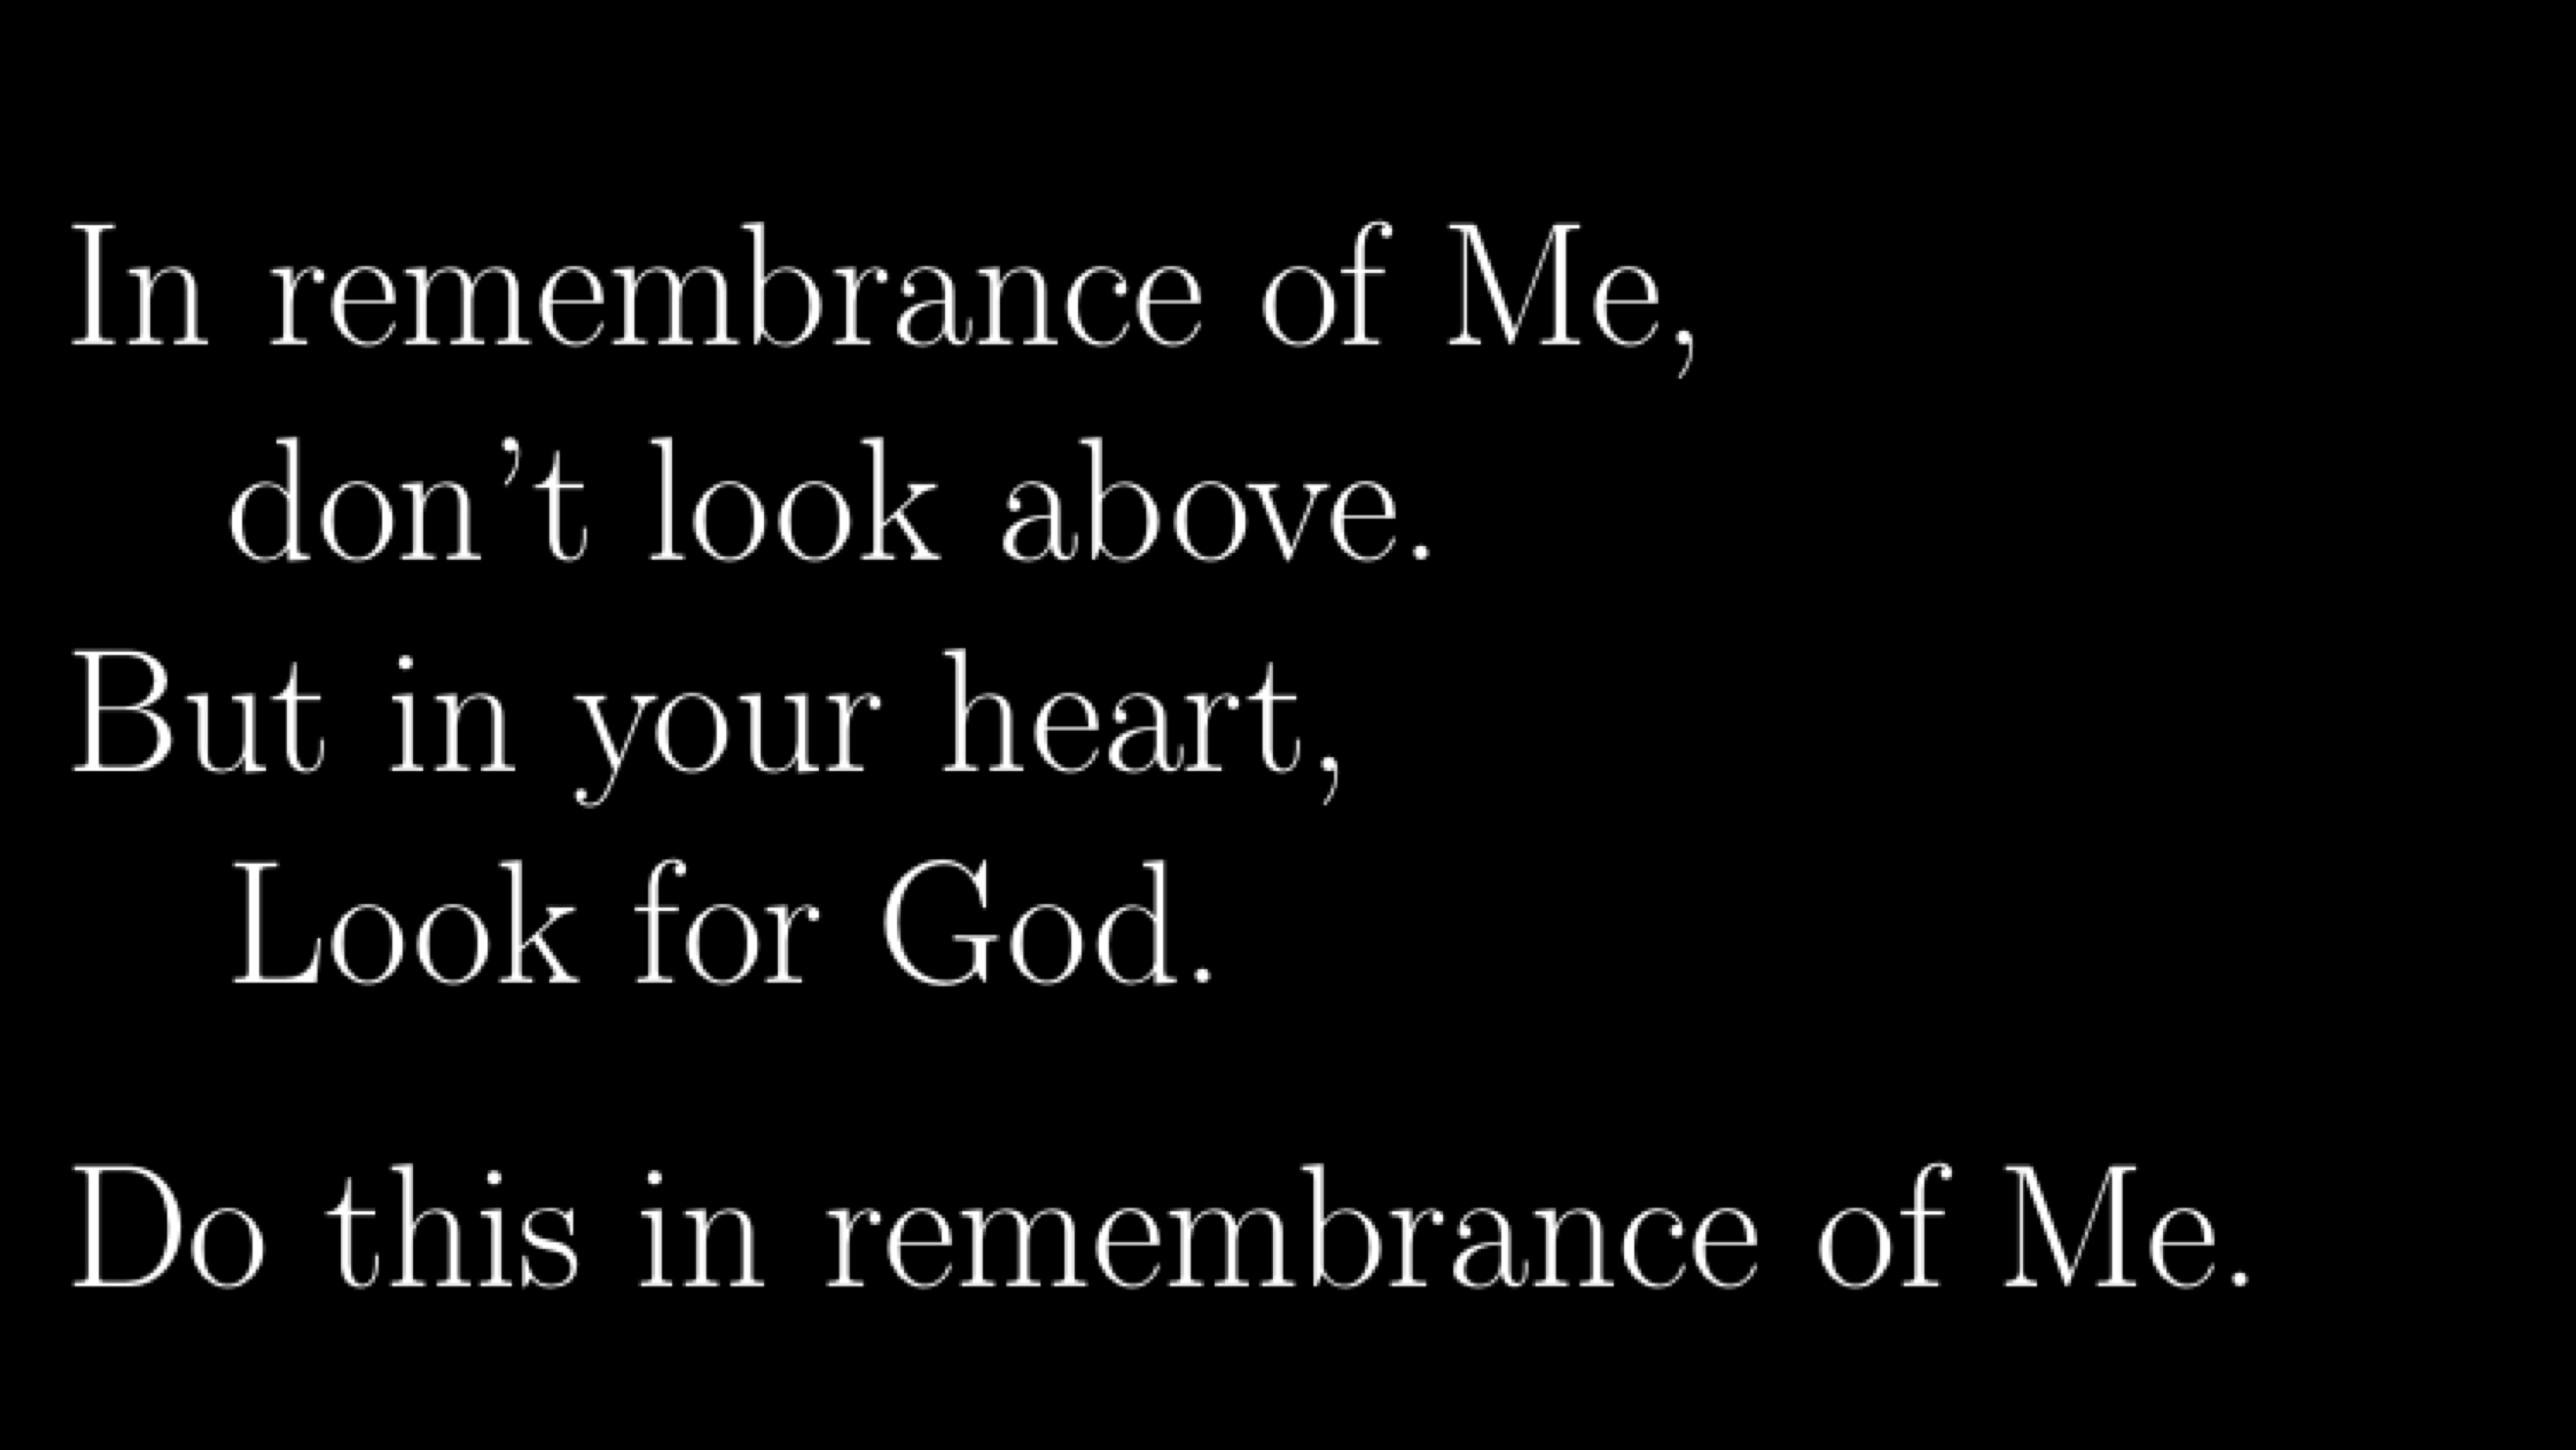 In remembrance of Me,
don't look above.
But in your heart,
Look for God.
Do this in remembrance of Me.